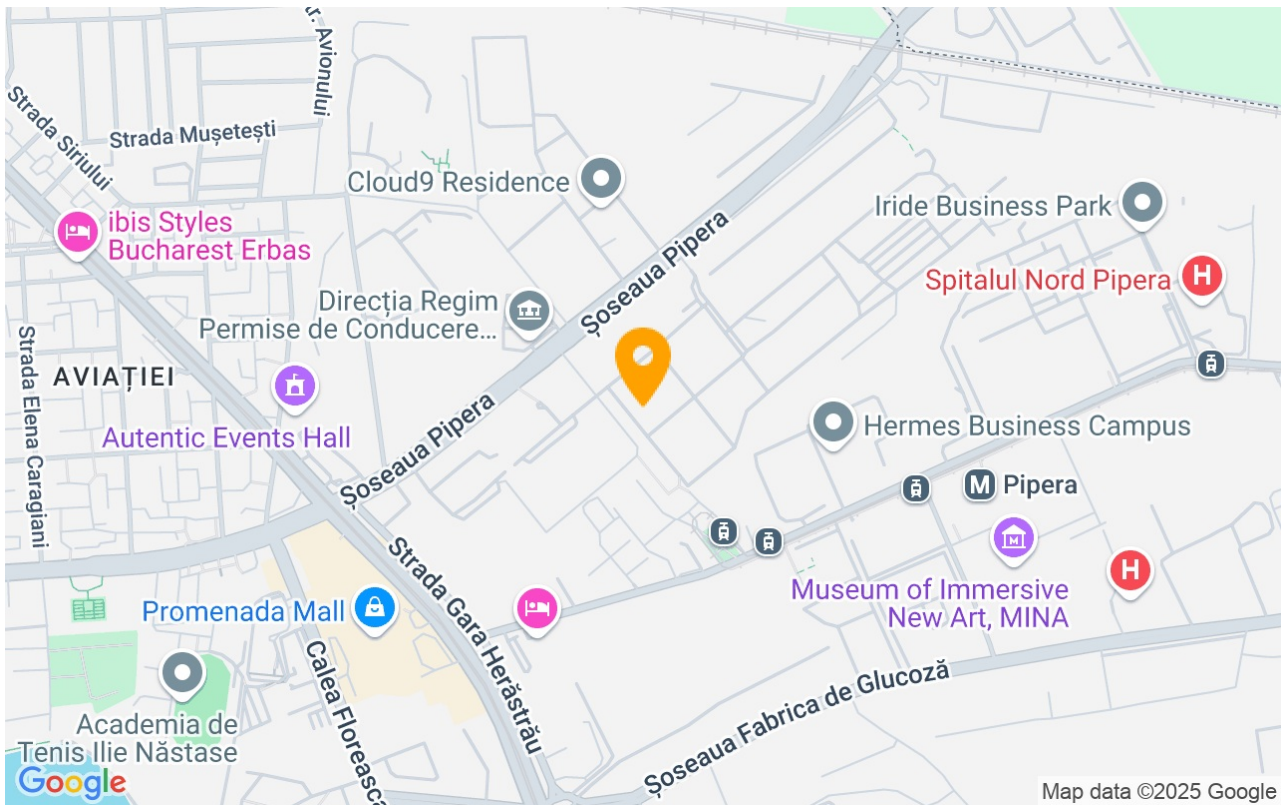 Str. Avionului
Strada Siriului
Strada Mușetești
Cloud9 Residence
Iride Business Park
ibis Styles
Bucharest Erbas
Șoseaua Pipera
Spitalul Nord Pipera
H
Direcția Regim
Permise de Conducere...
Strada Elena Caragiani
AVIAȚIEI
Autentic Events Hall
Șoseaua Pipera
Hermes Business Campus
M Pipera
Strada Gara Herăstrău
Museum of Immersive
New Art, MINA
M
H
Promenada Mall
Calea Floreasca
Șoseaua Fabrica de Glucoză
Academia de
Tenis Ilie Năstase
Google
Map data ©2025 Google